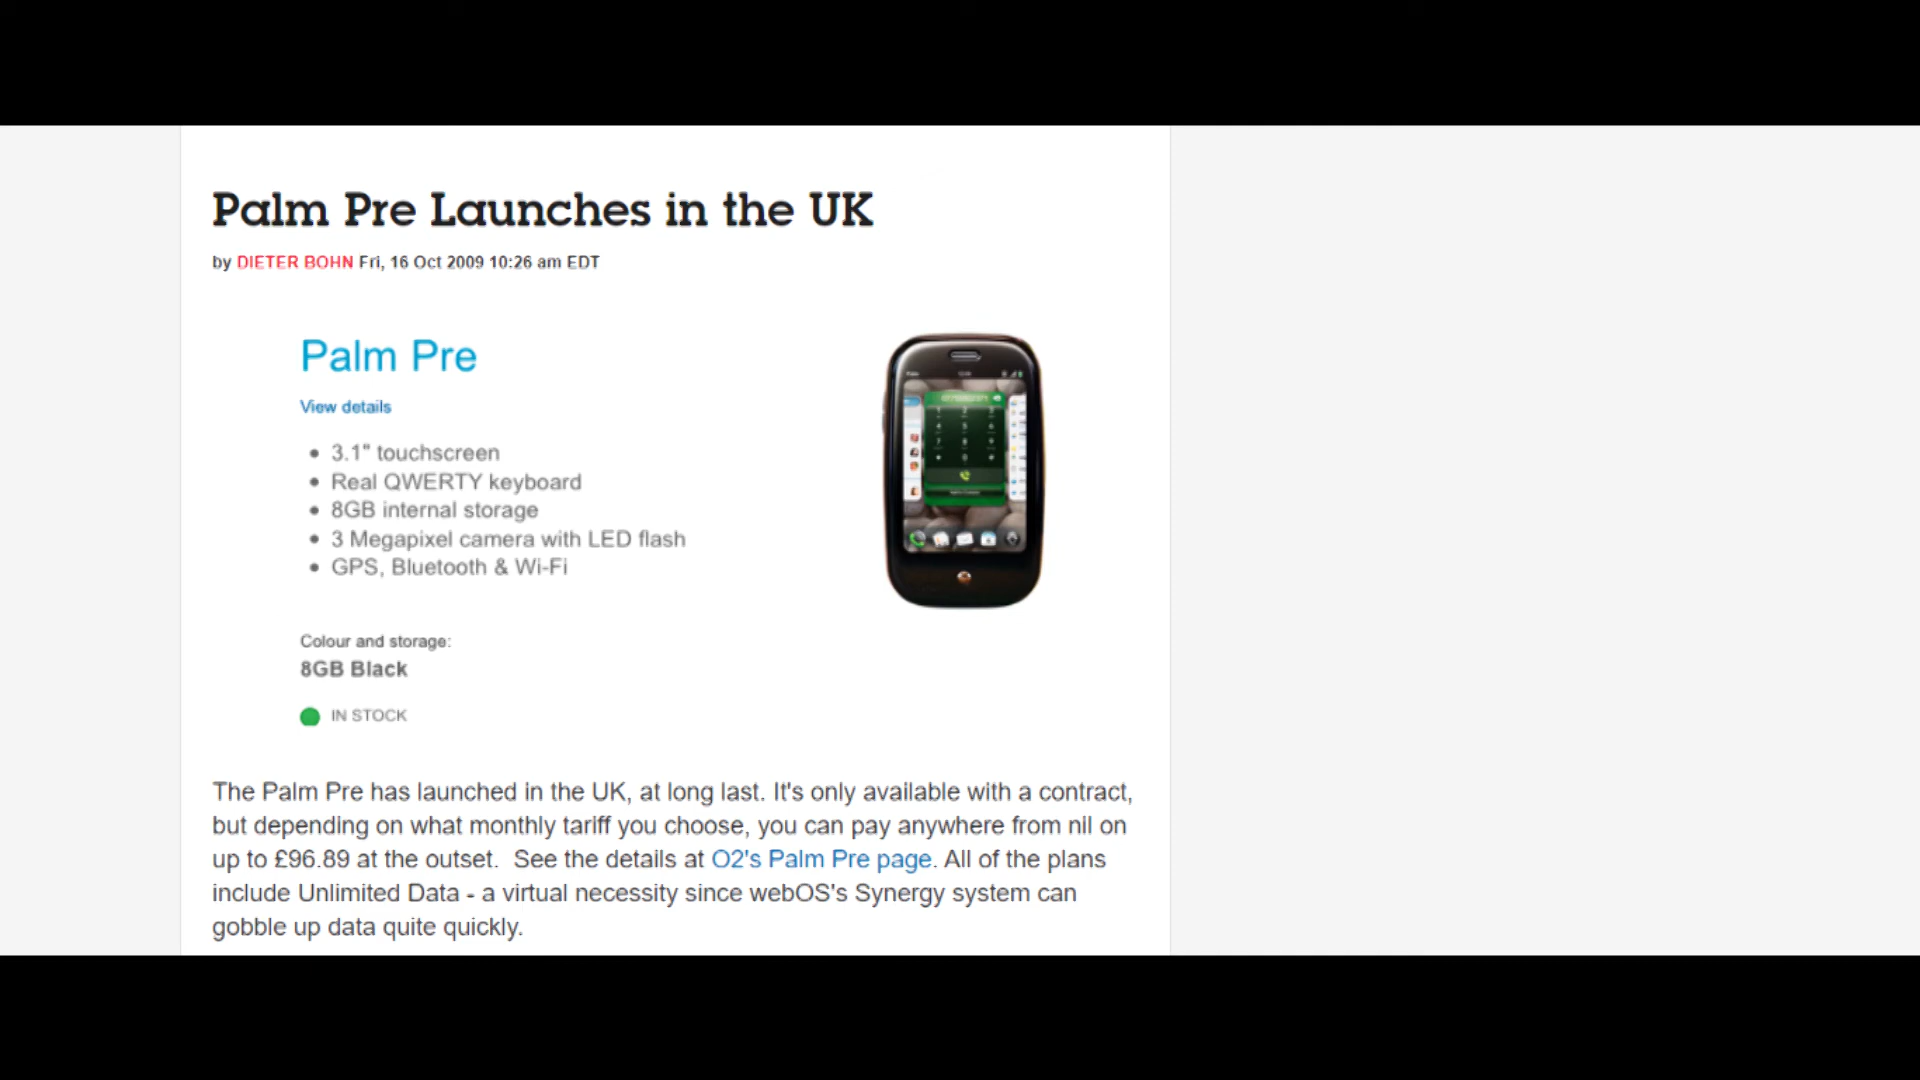 Palm Pre Launches in the UK
by DIETER BOHN Fri, 16 Oct 2009 10:26 am EDT
Palm Pre
View details
• 3.1" touchscreen
• Real QWERTY keyboard
• 8GB internal storage
• 3 Megapixel camera with LED flash
• GPS, Bluetooth & Wi-Fi
Colour and storage:
8GB Black
IN STOCK
The Palm Pre has launched in the UK, at long last. It's only available with a contract,
but depending on what monthly tariff you choose, you can pay anywhere from nil on
up to £96.89 at the outset.  See the details at O2's Palm Pre page. All of the plans
include Unlimited Data - a virtual necessity since webOS's Synergy system can
gobble up data quite quickly.